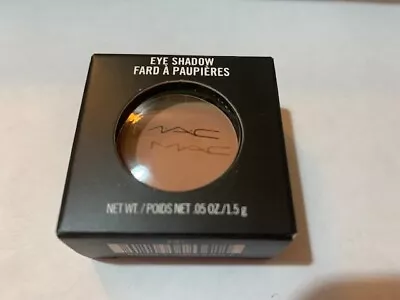 EYE SHADOW
FARD À PAUPIÈRES
MAC
MAC
NET WT. / POIDS NET .05 OZ./1.5 g